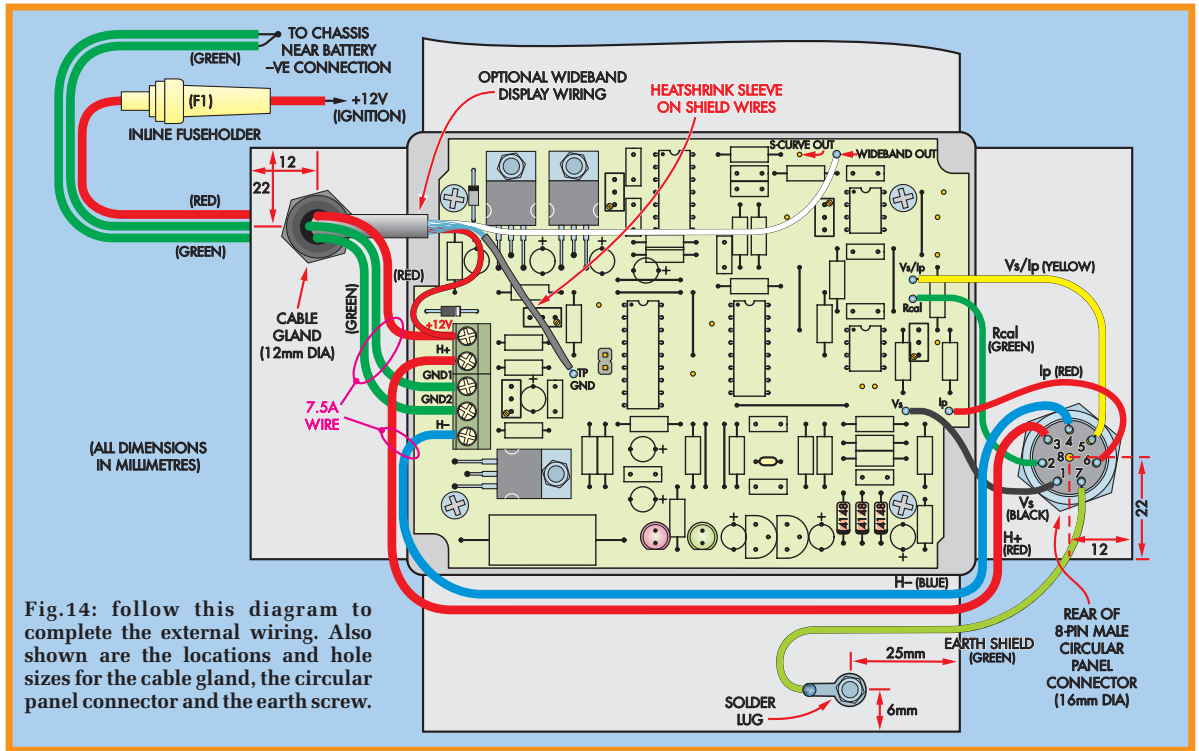 TO CHASSIS
NEAR BATTERY
–VE CONNECTION
(GREEN)
(F1)
+12V
(IGNITION)
INLINE FUSEHOLDER
OPTIONAL WIDEBAND
DISPLAY WIRING
HEATSHRINK SLEEVE
ON SHIELD WIRES
S-CURVE OUT
WIDEBAND OUT
12
22
(RED)
(GREEN)
(RED)
(GREEN)
CABLE
GLAND
(12mm DIA)
+12V
H+
GND1
GND2
H–
TP
GND
7.5A
WIRE
(ALL DIMENSIONS
IN MILLIMETRES)
Vs/Ip
Rcal
Vs/Ip (YELLOW)
Rcal
(GREEN)
Ip (RED)
Vs
Ip
3
4
5
2
8
6
1
7
Vs
(BLACK)
H+
(RED)
22
12
4148
4148
4148
H– (BLUE)
EARTH SHIELD
(GREEN)
25mm
6mm
SOLDER
LUG
REAR OF
8-PIN MALE
CIRCULAR
PANEL
CONNECTOR
(16mm DIA)
Fig.14: follow this diagram to
complete the external wiring. Also
shown are the locations and hole
sizes for the cable gland, the circular
panel connector and the earth screw.